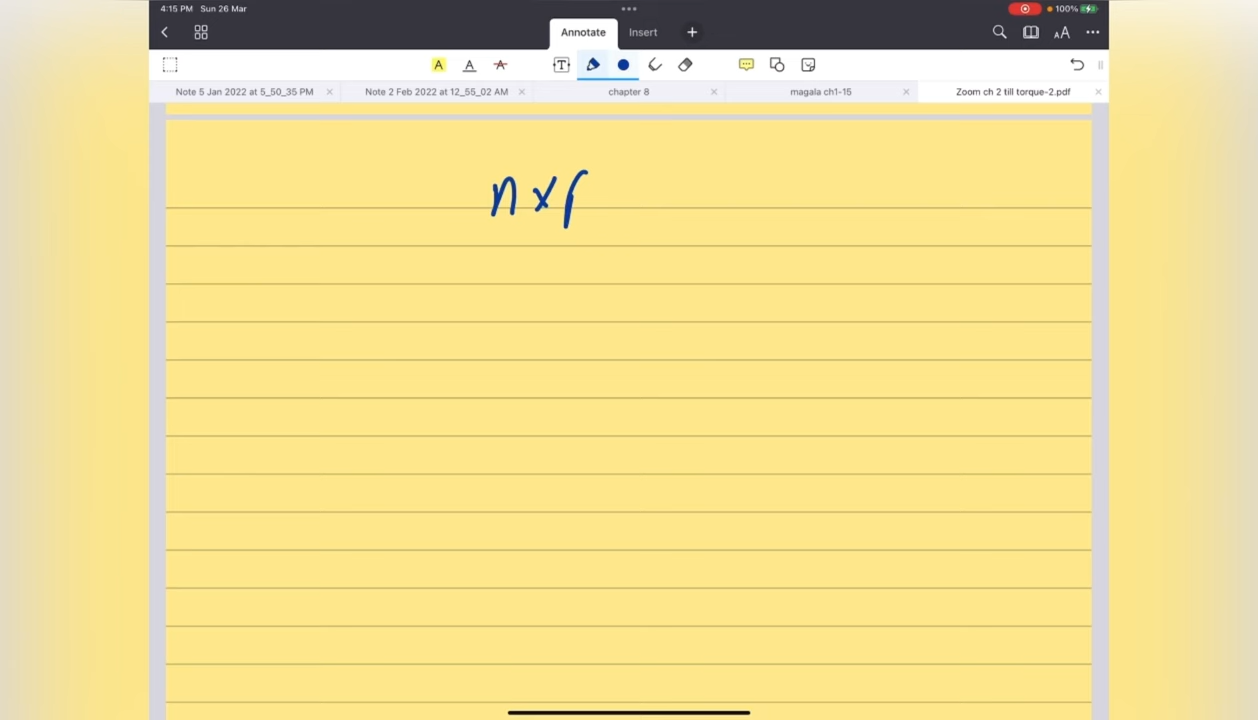 4:15 PM Sun 26 Mar
100%
Annotate Insert
Note 5 Jan 2022 at 5_50_35 PM
Note 2 Feb 2022 at 12_55_02 AM
chapter 8
magala ch1-15
Zoom ch 2 till torque-2.pdf
n x